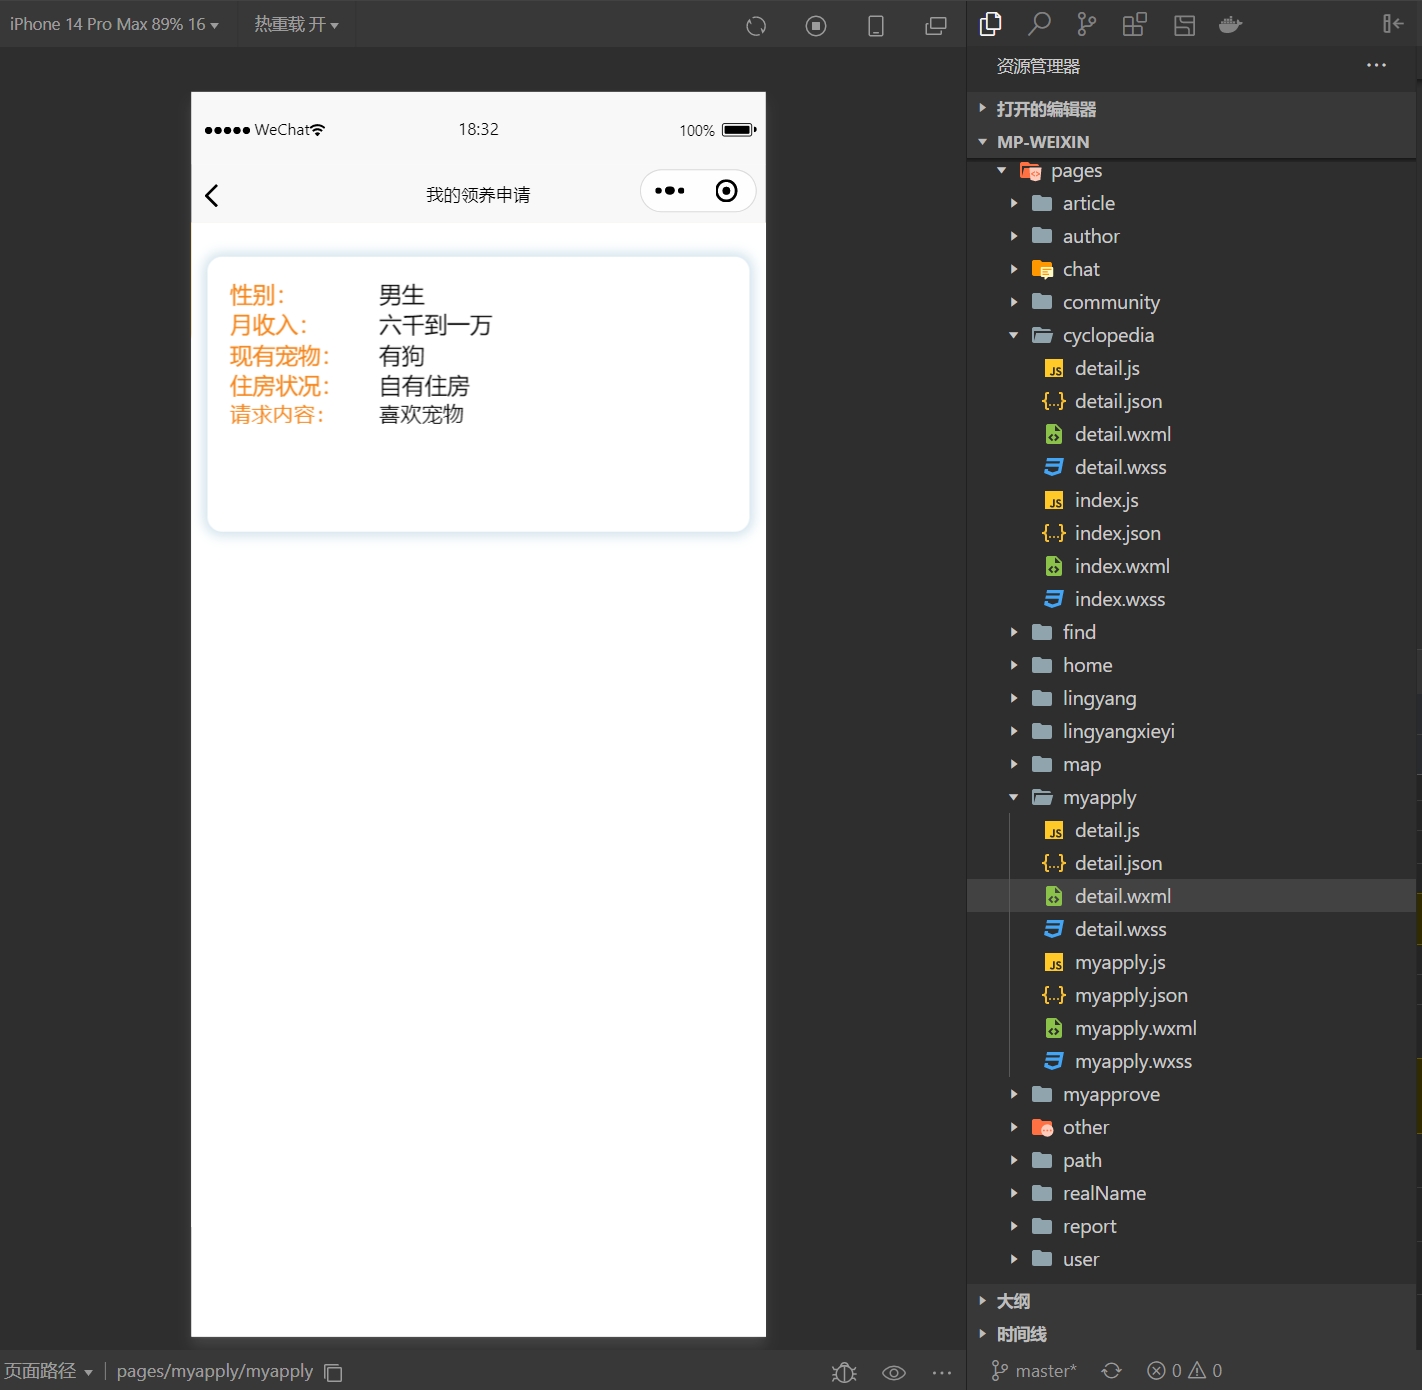 iPhone 14 Pro Max 89% 16
热重载 开
WeChat
18:32
100%
我的领养申请
性别：
男生
月收入：
六千到一万
现有宠物：
有狗
住房状况：
自有住房
请求内容：
喜欢宠物
页面路径
pages/myapply/myapply
资源管理器
打开的编辑器
MP-WEIXIN
pages
article
author
chat
community
cyclopedia
detail.js
detail.json
detail.wxml
detail.wxss
index.js
index.json
index.wxml
index.wxss
find
home
lingyang
lingyangxieyi
map
myapply
detail.js
detail.json
detail.wxml
detail.wxss
myapply.js
myapply.json
myapply.wxml
myapply.wxss
myapprove
other
path
realName
report
user
大纲
时间线
master*
0
0